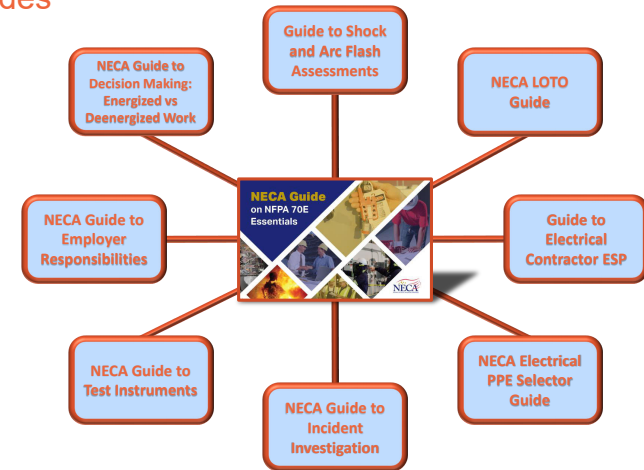 Guide to Shock
and Arc Flash
Assessments
NECA Guide to
Decision Making:
Energized vs
Deenergized Work
NECA LOTO
Guide
NECA Guide
on NFPA 70E
Essentials
NECA
NECA Guide to
Employer
Responsibilities
Guide to
Electrical
Contractor ESP
NECA Guide to
Test Instruments
NECA Electrical
PPE Selector
Guide
NECA Guide to
Incident
Investigation